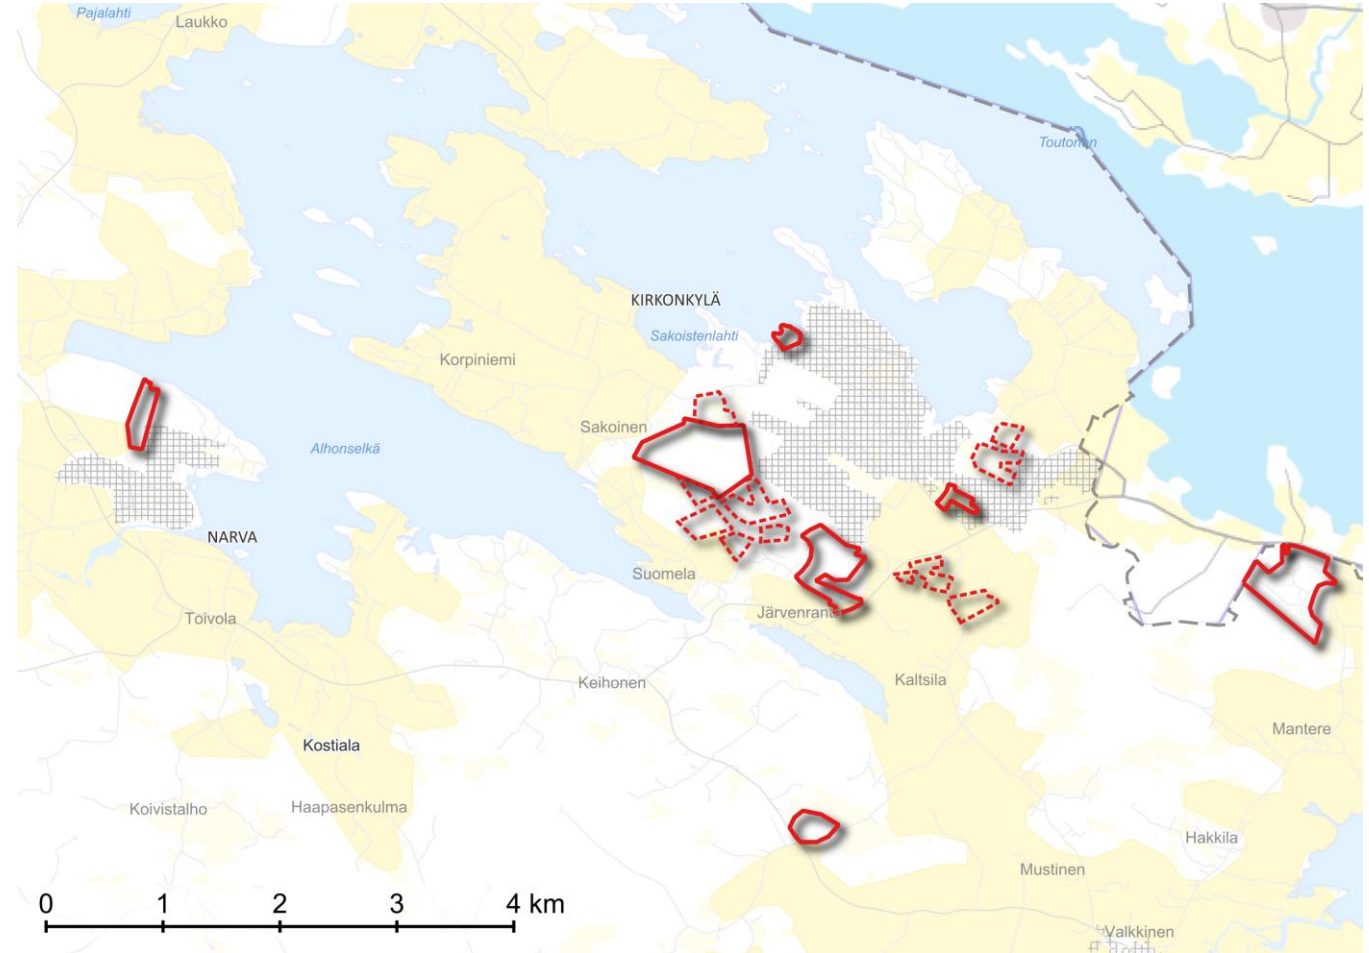 Pajalahti
Laukko
Toutonen
KIRKONKYLÄ
Sakoistenlahti
Korpiniemi
Sakoinen
Alhonselkä
NARVA
Suomela
Järvenranta
Toivola
Keihonen
Kaltsila
Mantere
Kostiala
Koivistalho
Haapasenkulma
Hakkila
Mustinen
0 1 2 3 4 km
Valkkinen